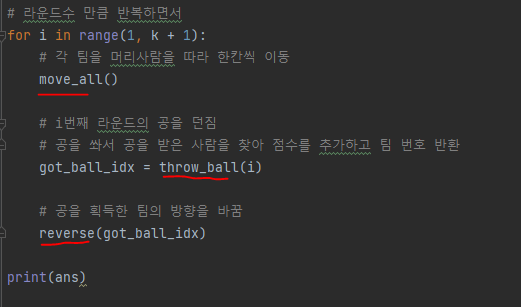 # 라운드수 만큼 반복하면서
for i in range(1, k + 1):
# 각 팀을 머리사람을 따라 한칸씩 이동
move_all()
# i번째 라운드의 공을 던짐
# 공을 쏴서 공을 받은 사람을 찾아 점수를 추가하고 팀 번호 반환
got_ball_idx = throw_ball(i)
# 공을 획득한 팀의 방향을 바꿈
reverse(got_ball_idx)
print(ans)